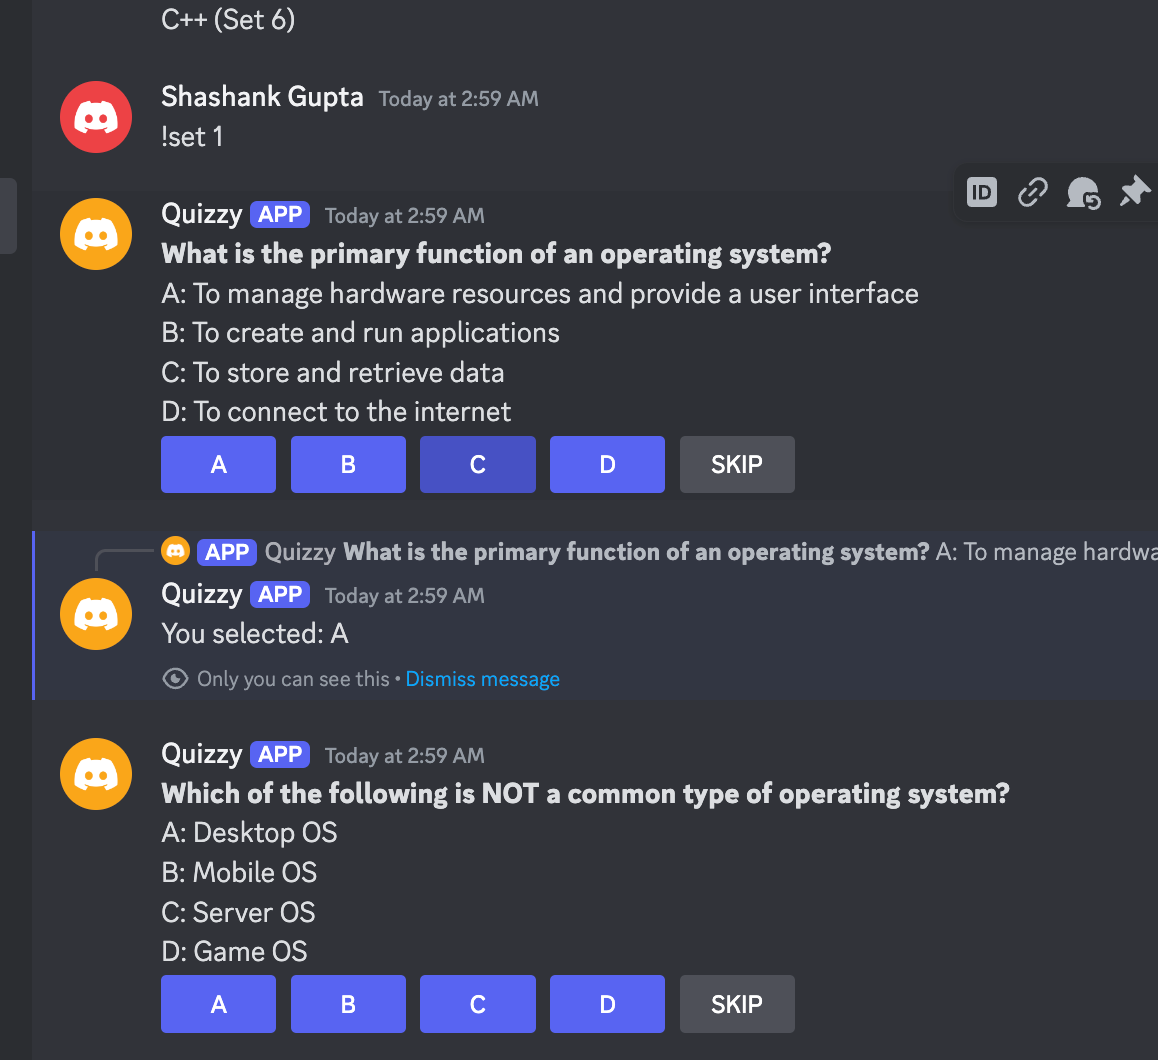 C++ (Set 6)
Shashank Gupta Today at 2:59 AM
!set 1
ID
Quizzy APP Today at 2:59 AM
What is the primary function of an operating system?
A: To manage hardware resources and provide a user interface
B: To create and run applications
C: To store and retrieve data
D: To connect to the internet
A B C D SKIP
APP Quizzy What is the primary function of an operating system? A: To manage hardwa
Quizzy APP Today at 2:59 AM
You selected: A
Only you can see this • Dismiss message
Quizzy APP Today at 2:59 AM
Which of the following is NOT a common type of operating system?
A: Desktop OS
B: Mobile OS
C: Server OS
D: Game OS
A B C D SKIP